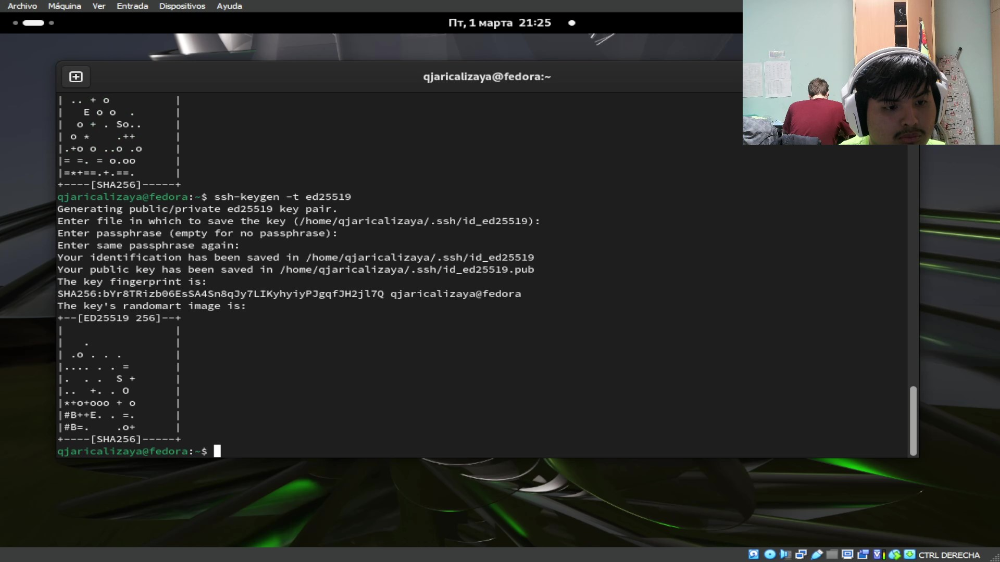 Archivo Máquina Ver Entrada Dispositivos Ayuda
Пт, 1 марта 21:25
qjaricalizaya@fedora:~
| .. + o          |
|   E o o  .      |
|  o + . So..     |
| o *    .++      |
|.+o o ..o .o     |
|= =. = o.oo      |
|=*+==.+.==.      |
+----[SHA256]-----+
qjaricalizaya@fedora:~$ ssh-keygen -t ed25519
Generating public/private ed25519 key pair.
Enter file in which to save the key (/home/qjaricalizaya/.ssh/id_ed25519):
Enter passphrase (empty for no passphrase):
Enter same passphrase again:
Your identification has been saved in /home/qjaricalizaya/.ssh/id_ed25519
Your public key has been saved in /home/qjaricalizaya/.ssh/id_ed25519.pub
The key fingerprint is:
SHA256:bYr8TRizb06EsSA4Sn8qJy7LIKyhyiyPJgqfJH2jl7Q qjaricalizaya@fedora
The key's randomart image is:
+--[ED25519 256]--+
|                 |
|   .             |
| .o . . .        |
|.... . . =       |
|.  . .  S +      |
|..  +. . O       |
|*+o+ooo + o      |
|#B++E. . =.      |
|#B=.    .o+      |
+----[SHA256]-----+
qjaricalizaya@fedora:~$
CTRL DERECHA